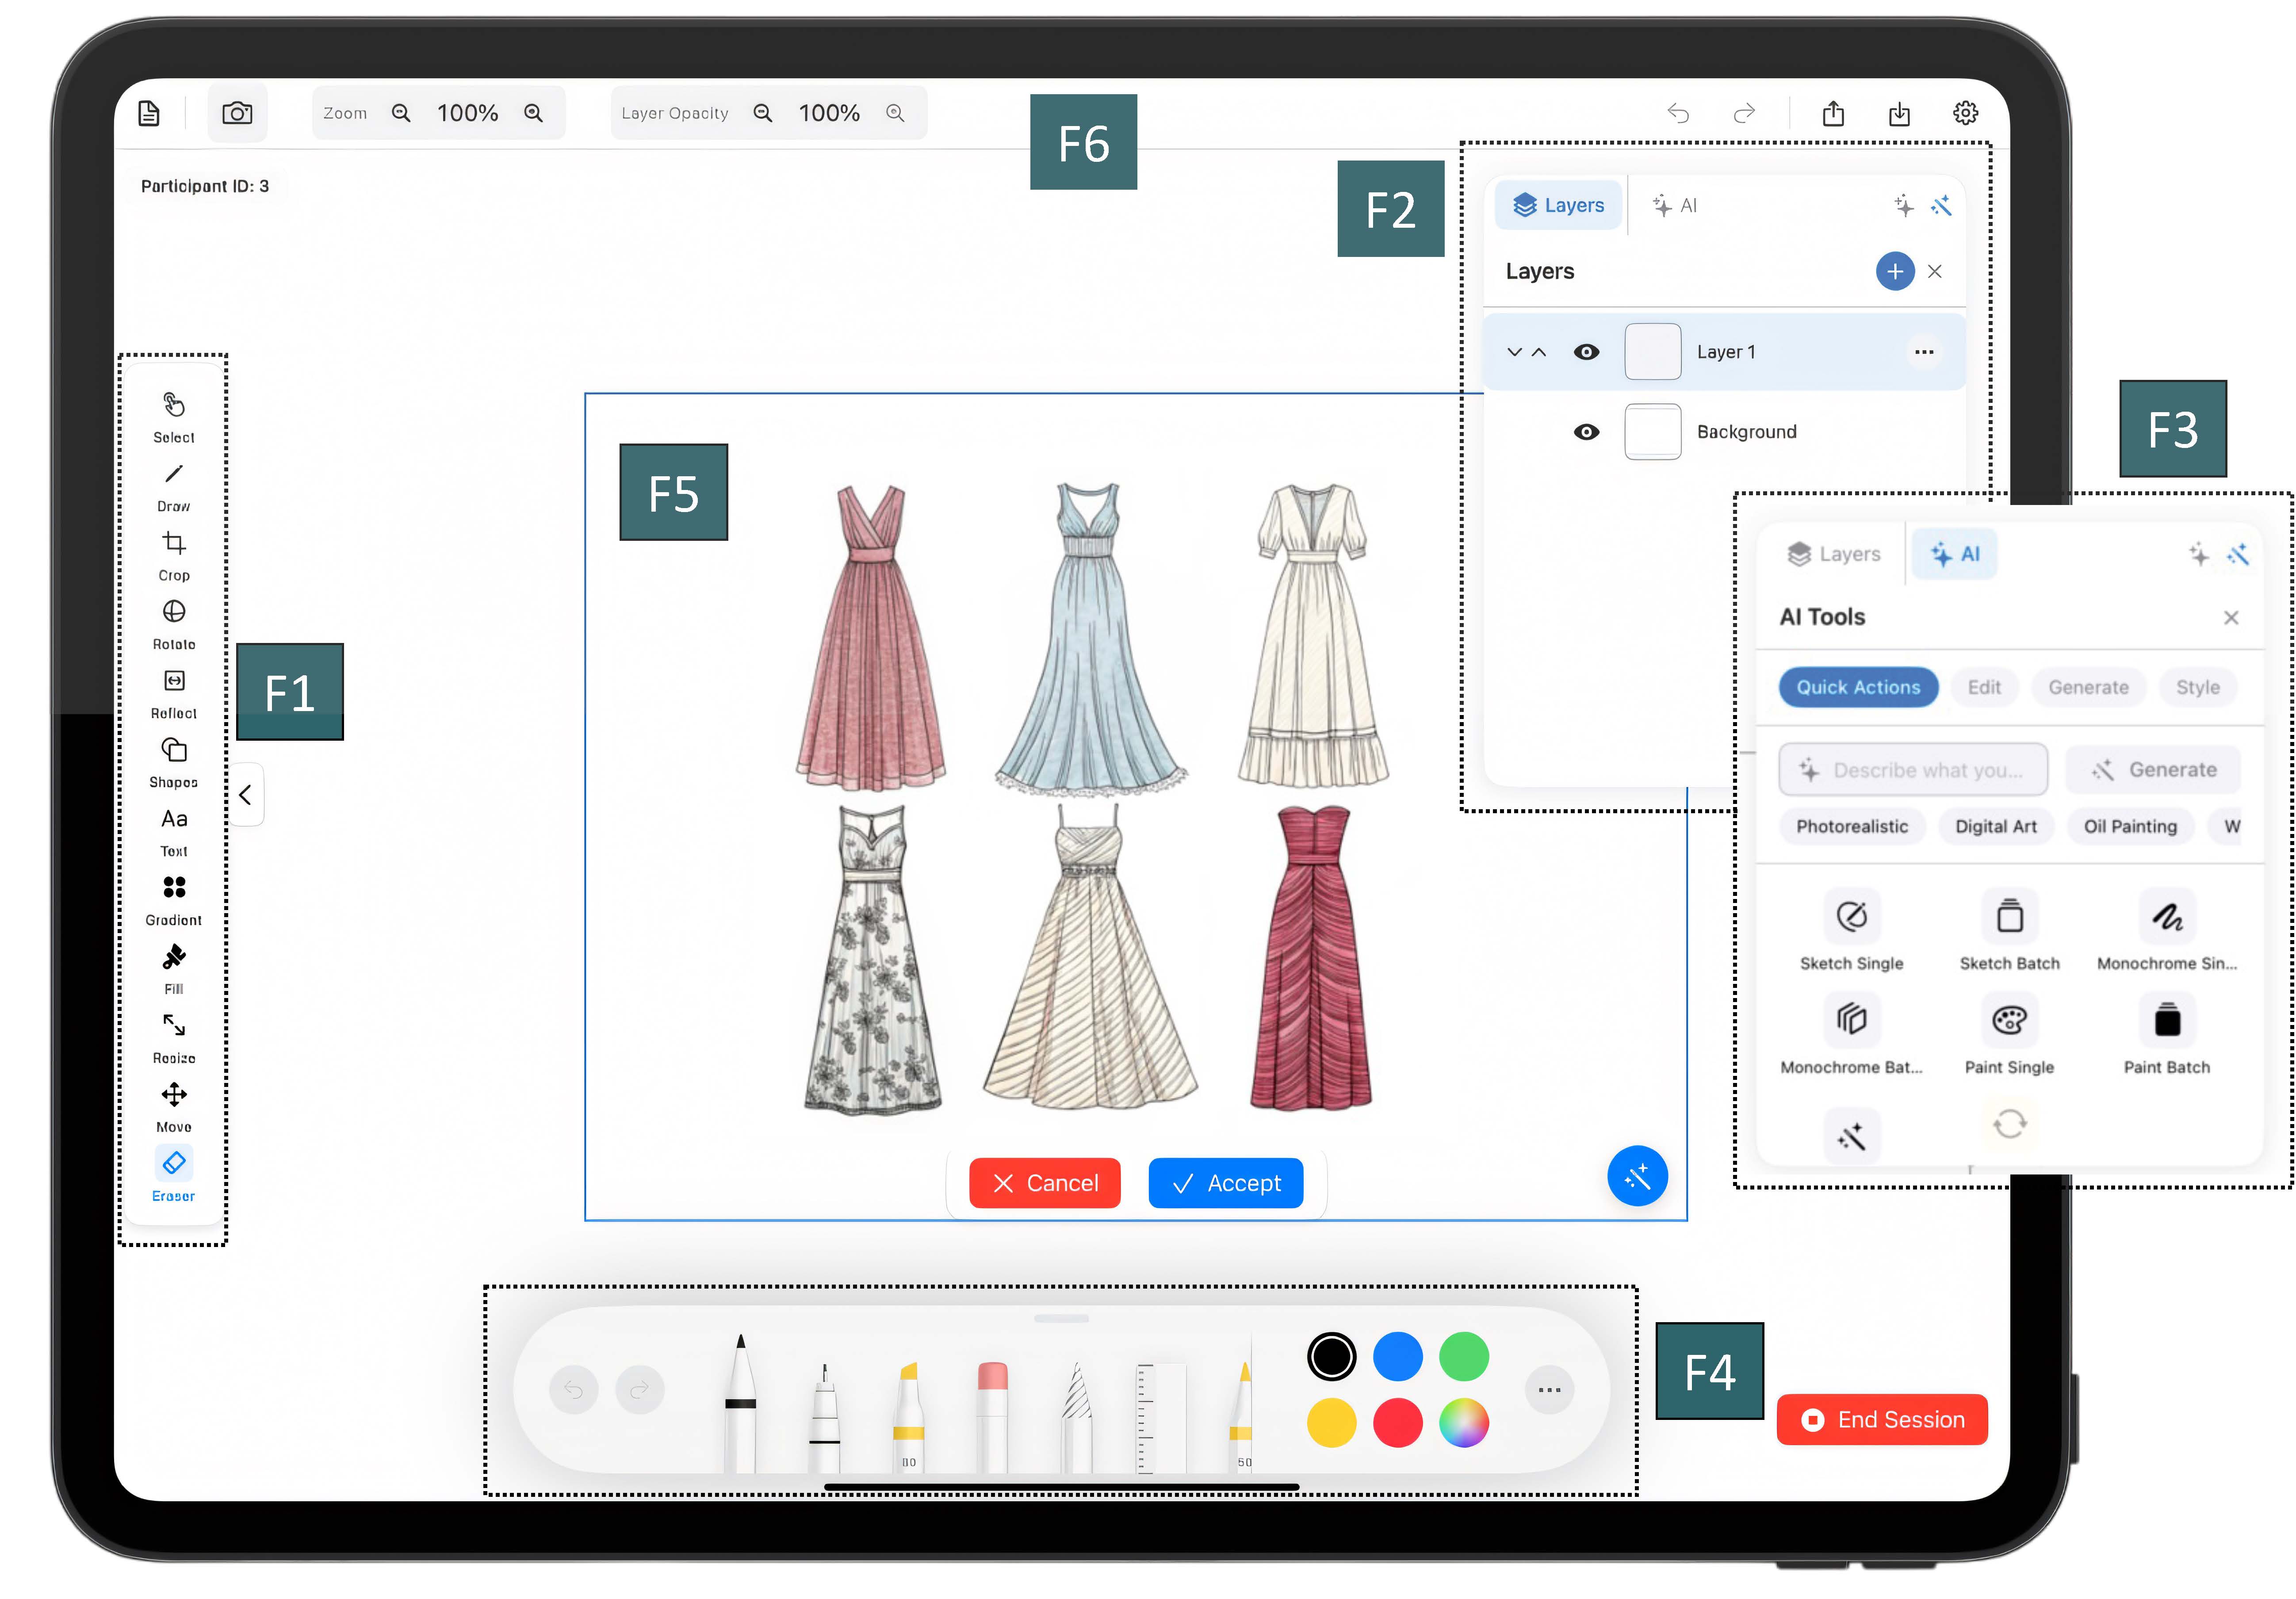 Zoom 100%
Layer Opacity 100%
F6
Participant ID: 3
F2
Layers AI
Layers
Layer 1
Background
F3
Layers AI
AI Tools
Quick Actions Edit Generate Style
Describe what you... Generate
Photorealistic Digital Art Oil Painting W
Sketch Single Sketch Batch Monochrome Sin...
Monochrome Bat... Paint Single Paint Batch
Select
Draw
Crop
Rotate
Reflect
Shapes
Aa
Text
Gradient
Fill
Resize
Move
Eraser
F1
F5
Cancel Accept
50
F4
End Session